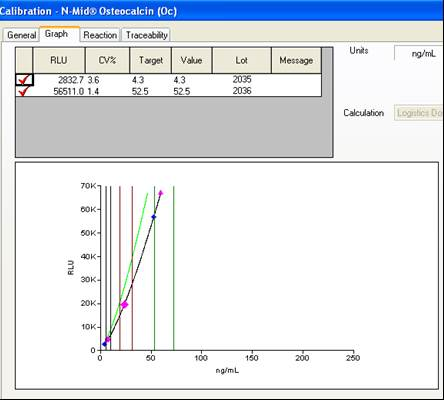 Calibration - N-Mid® Osteocalcin (Oc)
General Graph Reaction Traceability
RLU CV% Target Value Lot Message
2832.7 3.6 4.3 4.3 2035
56511.0 1.4 52.5 52.5 2036
Units ng/mL
Calculation Logistics Do
70K
60K
50K
40K
30K
20K
10K
0
RLU
0 50 100 150 200 250
ng/mL